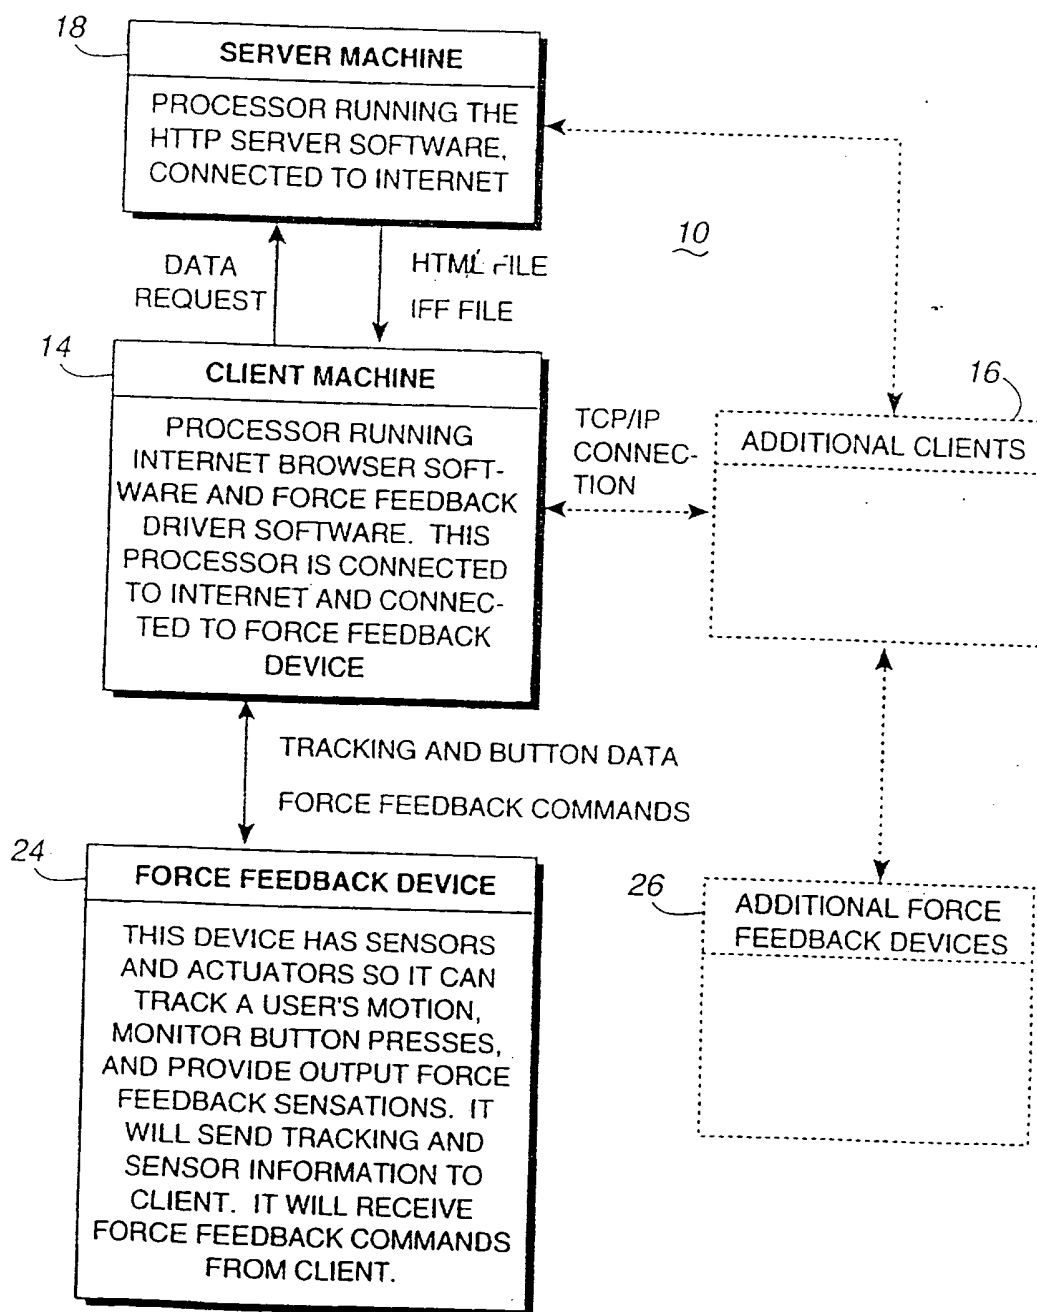 18
SERVER MACHINE
PROCESSOR RUNNING THE
HTTP SERVER SOFTWARE,
CONNECTED TO INTERNET
10
DATA
REQUEST
HTML FILE
IFF FILE
14
CLIENT MACHINE
PROCESSOR RUNNING
INTERNET BROWSER SOFT-
WARE AND FORCE FEEDBACK
DRIVER SOFTWARE. THIS
PROCESSOR IS CONNECTED
TO INTERNET AND CONNEC-
TED TO FORCE FEEDBACK
DEVICE
TCP/IP
CONNEC-
TION
16
ADDITIONAL CLIENTS
TRACKING AND BUTTON DATA
FORCE FEEDBACK COMMANDS
24
FORCE FEEDBACK DEVICE
THIS DEVICE HAS SENSORS
AND ACTUATORS SO IT CAN
TRACK A USER'S MOTION,
MONITOR BUTTON PRESSES,
AND PROVIDE OUTPUT FORCE
FEEDBACK SENSATIONS. IT
WILL SEND TRACKING AND
SENSOR INFORMATION TO
CLIENT. IT WILL RECEIVE
FORCE FEEDBACK COMMANDS
FROM CLIENT.
26
ADDITIONAL FORCE
FEEDBACK DEVICES